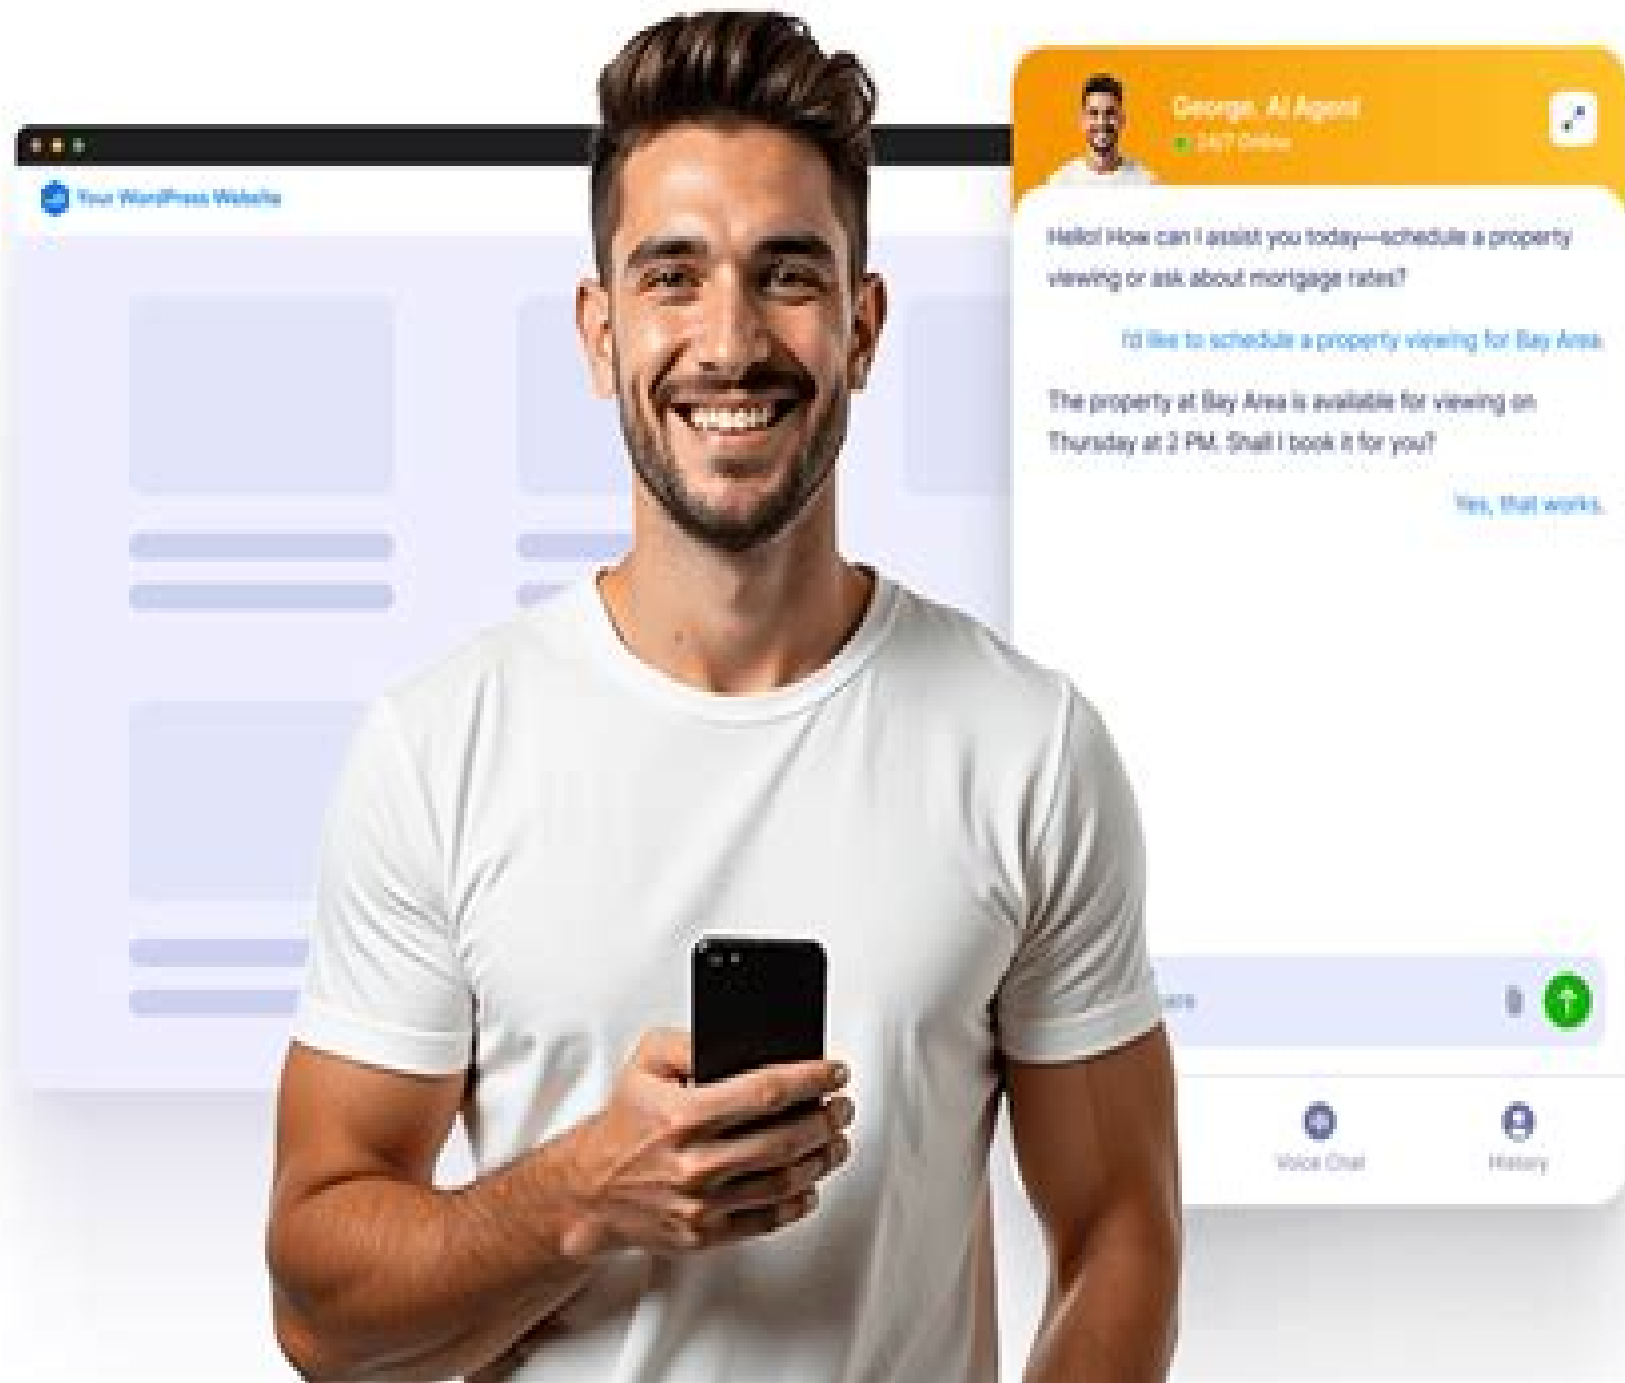 Your WordPress Website
George, AI Agent
24/7 Online
Hello! How can I assist you today—schedule a property
viewing or ask about mortgage rates?
I'd like to schedule a property viewing for Bay Area.
The property at Bay Area is available for viewing on
Thursday at 2 PM. Shall I book it for you?
Yes, that works.
Voice Chat
History